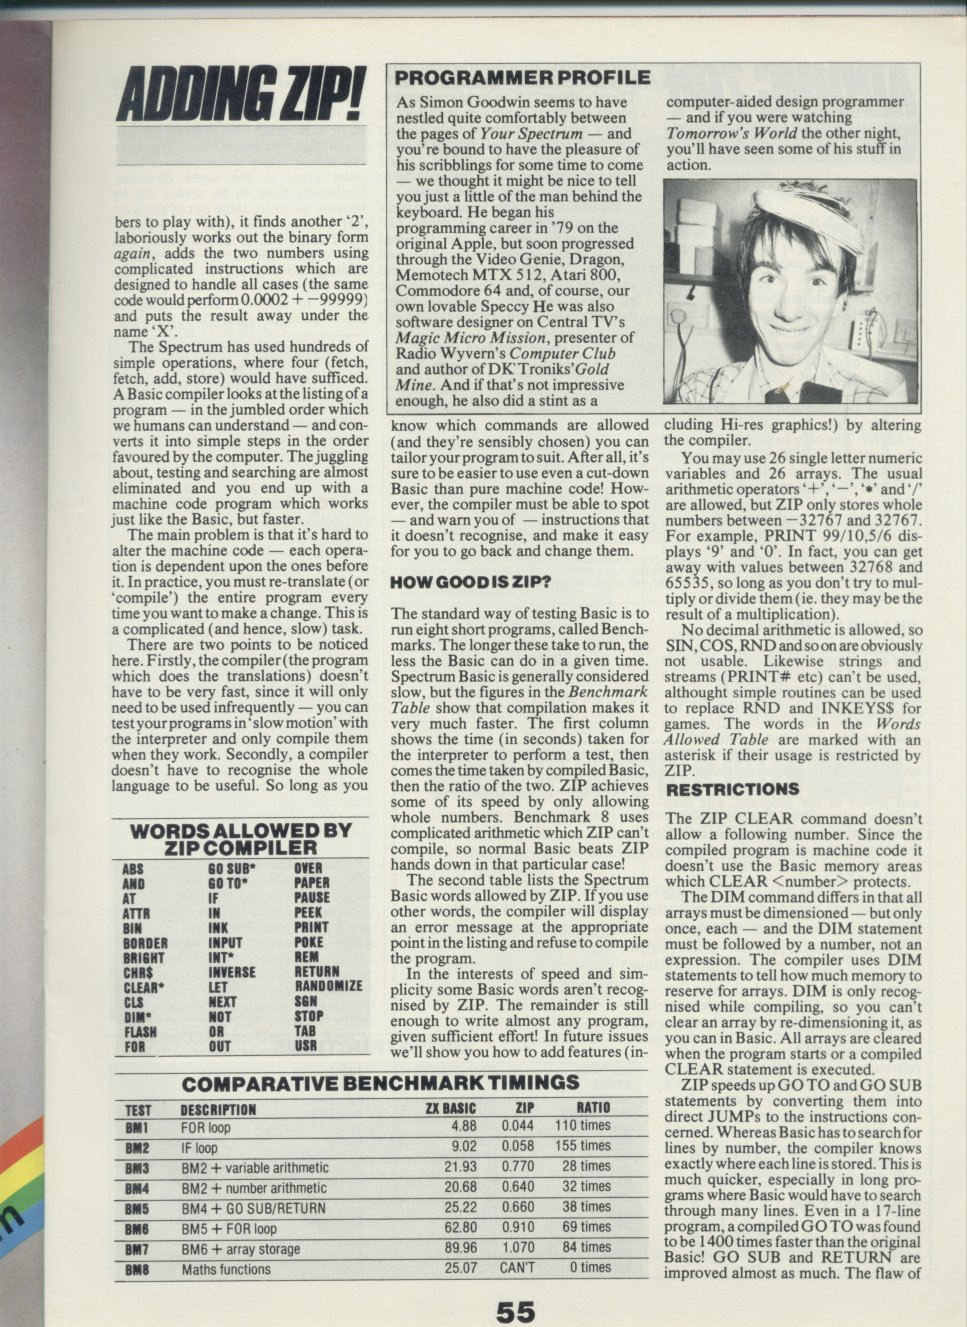 ADDING ZIP!
bers to play with), it finds another ‘2’,
laboriously works out the binary form
again, adds the two numbers using
complicated instructions which are
designed to handle all cases (the same
code would perform 0.0002 + −99999)
and puts the result away under the
name ‘X’.
The Spectrum has used hundreds of
simple operations, where four (fetch,
fetch, add, store) would have sufficed.
A Basic compiler looks at the listing of a
program — in the jumbled order which
we humans can understand — and con-
verts it into simple steps in the order
favoured by the computer. The juggling
about, testing and searching are almost
eliminated and you end up with a
machine code program which works
just like the Basic, but faster.
The main problem is that it's hard to
alter the machine code — each opera-
tion is dependent upon the ones before
it. In practice, you must re-translate (or
‘compile’) the entire program every
time you want to make a change. This is
a complicated (and hence, slow) task.
There are two points to be noticed
here. Firstly, the compiler (the program
which does the translations) doesn't
have to be very fast, since it will only
need to be used infrequently — you can
test your programs in ‘slow motion’ with
the interpreter and only compile them
when they work. Secondly, a compiler
doesn't have to recognise the whole
language to be useful. So long as you
PROGRAMMER PROFILE
As Simon Goodwin seems to have
nestled quite comfortably between
the pages of Your Spectrum — and
you're bound to have the pleasure of
his scribblings for some time to come
— we thought it might be nice to tell
you just a little of the man behind the
keyboard. He began his
programming career in '79 on the
original Apple, but soon progressed
through the Video Genie, Dragon,
Memotech MTX 512, Atari 800,
Commodore 64 and, of course, our
own lovable Speccy He was also
software designer on Central TV's
Magic Micro Mission, presenter of
Radio Wyvern's Computer Club
and author of DK'Troniks' Gold
Mine. And if that's not impressive
enough, he also did a stint as a
computer-aided design programmer
— and if you were watching
Tomorrow's World the other night,
you'll have seen some of his stuff in
action.
know which commands are allowed
(and they're sensibly chosen) you can
tailor your program to suit. After all, it's
sure to be easier to use even a cut-down
Basic than pure machine code! How-
ever, the compiler must be able to spot
— and warn you of — instructions that
it doesn't recognise, and make it easy
for you to go back and change them.
HOW GOOD IS ZIP?
The standard way of testing Basic is to
run eight short programs, called Bench-
marks. The longer these take to run, the
less the Basic can do in a given time.
Spectrum Basic is generally considered
slow, but the figures in the Benchmark
Table show that compilation makes it
very much faster. The first column
shows the time (in seconds) taken for
the interpreter to perform a test, then
comes the time taken by compiled Basic,
then the ratio of the two. ZIP achieves
some of its speed by only allowing
whole numbers. Benchmark 8 uses
complicated arithmetic which ZIP can't
compile, so normal Basic beats ZIP
hands down in that particular case!
The second table lists the Spectrum
Basic words allowed by ZIP. If you use
other words, the compiler will display
an error message at the appropriate
point in the listing and refuse to compile
the program.
In the interests of speed and sim-
plicity some Basic words aren't recog-
nised by ZIP. The remainder is still
enough to write almost any program,
given sufficient effort! In future issues
we'll show you how to add features (in-
cluding Hi-res graphics!) by altering
the compiler.
You may use 26 single letter numeric
variables and 26 arrays. The usual
arithmetic operators ‘+’, ‘−’, ‘*’ and ‘/’
are allowed, but ZIP only stores whole
numbers between −32767 and 32767.
For example, PRINT 99/10,5/6 dis-
plays ‘9’ and ‘0’. In fact, you can get
away with values between 32768 and
65535, so long as you don't try to mul-
tiply or divide them (ie. they may be the
result of a multiplication).
No decimal arithmetic is allowed, so
SIN, COS, RND and so on are obviously
not usable. Likewise strings and
streams (PRINT# etc) can't be used,
althought simple routines can be used
to replace RND and INKEYS$ for
games. The words in the Words
Allowed Table are marked with an
asterisk if their usage is restricted by
ZIP.
RESTRICTIONS
The ZIP CLEAR command doesn't
allow a following number. Since the
compiled program is machine code it
doesn't use the Basic memory areas
which CLEAR <number> protects.
The DIM command differs in that all
arrays must be dimensioned — but only
once, each — and the DIM statement
must be followed by a number, not an
expression. The compiler uses DIM
statements to tell how much memory to
reserve for arrays. DIM is only recog-
nised while compiling, so you can't
clear an array by re-dimensioning it, as
you can in Basic. All arrays are cleared
when the program starts or a compiled
CLEAR statement is executed.
ZIP speeds up GO TO and GO SUB
statements by converting them into
direct JUMPs to the instructions con-
cerned. Whereas Basic has to search for
lines by number, the compiler knows
exactly where each line is stored. This is
much quicker, especially in long pro-
grams where Basic would have to search
through many lines. Even in a 17-line
program, a compiled GO TO was found
to be 1400 times faster than the original
Basic! GO SUB and RETURN are
improved almost as much. The flaw of
WORDS ALLOWED BY
ZIP COMPILER
ABS GO SUB* OVER
AND GO TO* PAPER
AT IF PAUSE
ATTR IN PEEK
BIN INK PRINT
BORDER INPUT POKE
BRIGHT INT* REM
CHR$ INVERSE RETURN
CLEAR* LET RANDOMIZE
CLS NEXT SGN
DIM* NOT STOP
FLASH OR TAB
FOR OUT USR
COMPARATIVE BENCHMARK TIMINGS
TEST DESCRIPTION ZX BASIC ZIP RATIO
BM1 FOR loop 4.88 0.044 110 times
BM2 IF loop 9.02 0.058 155 times
BM3 BM2 + variable arithmetic 21.93 0.770 28 times
BM4 BM2 + number arithmetic 20.68 0.640 32 times
BM5 BM4 + GO SUB/RETURN 25.22 0.660 38 times
BM6 BM5 + FOR loop 62.80 0.910 69 times
BM7 BM6 + array storage 89.96 1.070 84 times
BM8 Maths functions 25.07 CAN'T 0 times
55